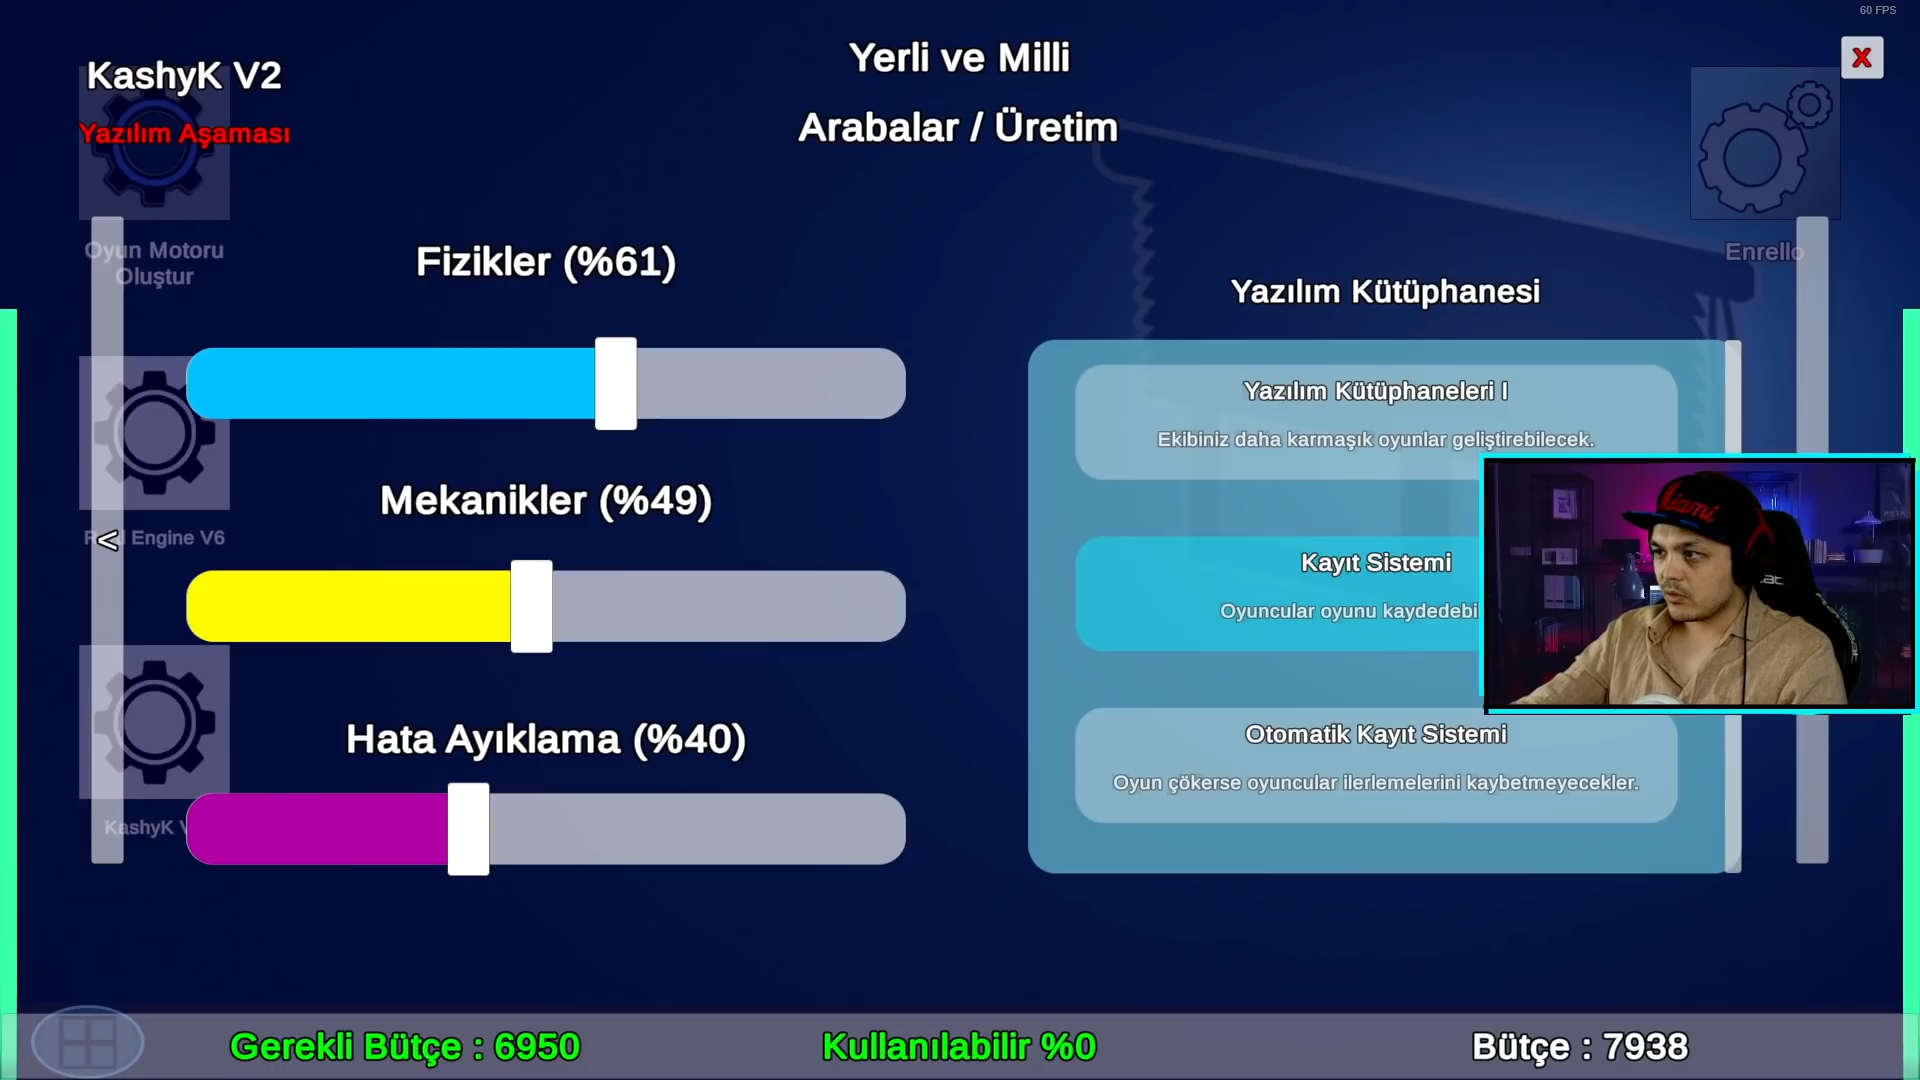 60 FPS
KashyK V2
Yazılım Aşaması
Yerli ve Milli
Arabalar / Üretim
X
Oyun Motoru
Oluştur
Enrello
Fizikler (%61)
Yazılım Kütüphanesi
Yazılım Kütüphaneleri I
Ekibiniz daha karmaşık oyunlar geliştirebilecek.
Mekanikler (%49)
Engine V6
<
Kayıt Sistemi
Oyuncular oyunu kaydedebi
Miami
Hata Ayıklama (%40)
Otomatik Kayıt Sistemi
Oyun çökerse oyuncular ilerlemelerini kaybetmeyecekler.
KashyK
Gerekli Bütçe : 6950
Kullanılabilir %0
Bütçe : 7938